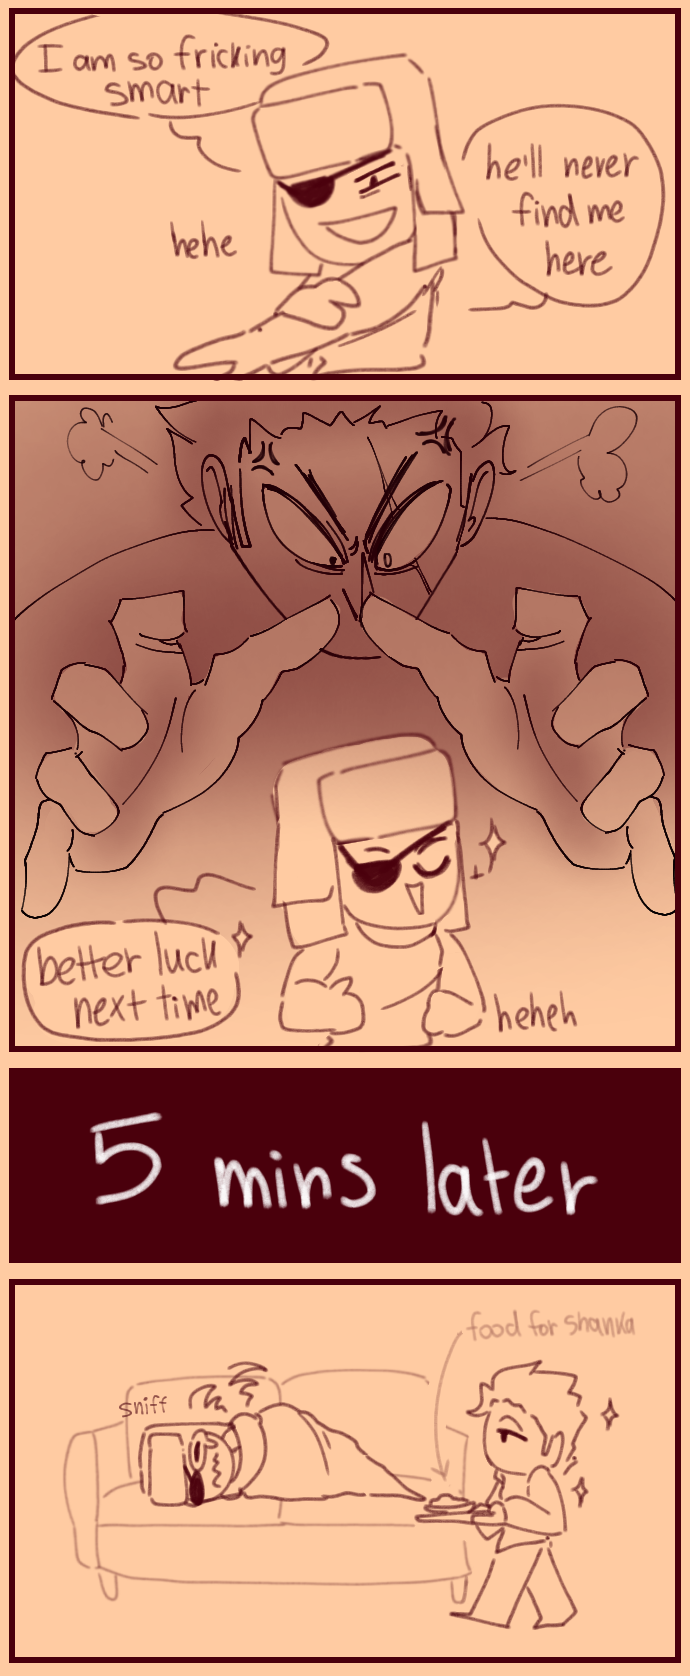 I am so fricking
smart
hehe
he'll never
find me
here
better luck
next time
heheh
5 mins later
food for shanka
sniff